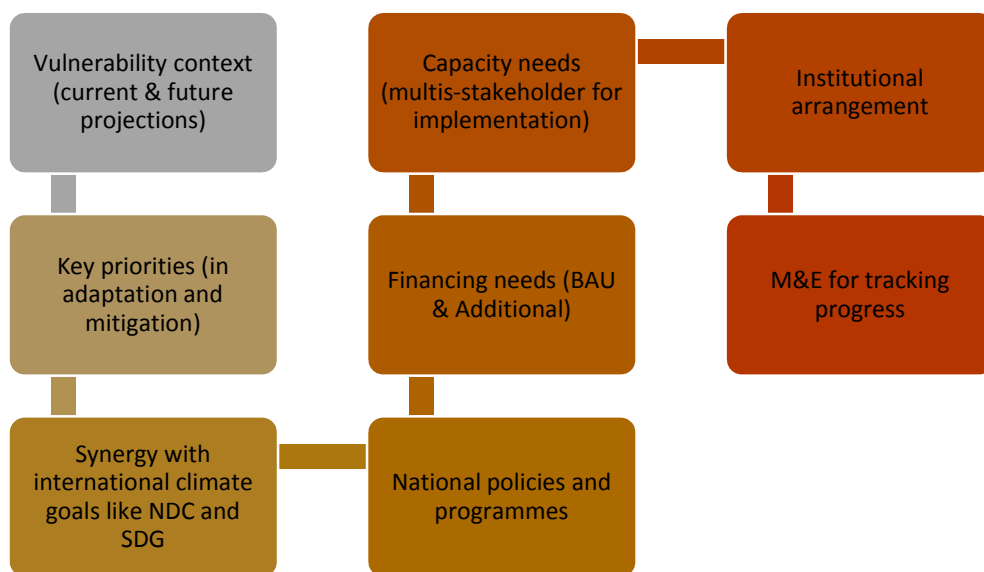 Vulnerability context
(current & future
projections)
Key priorities (in
adaptation and
mitigation)
Synergy with
international climate
goals like NDC and
SDG
National policies and
programmes
Financing needs (BAU
& Additional)
Capacity needs
(multis-stakeholder for
implementation)
Institutional
arrangement
M&E for tracking
progress